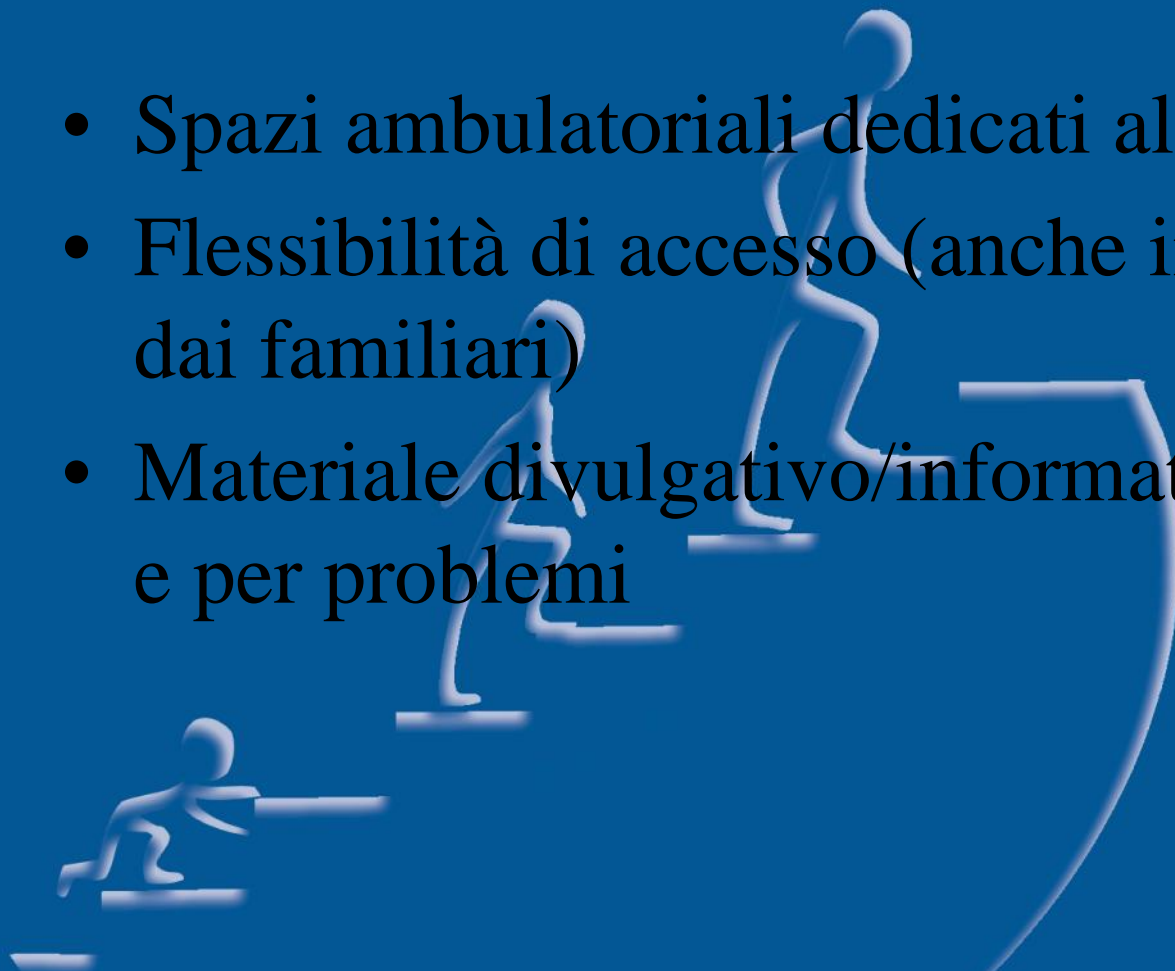 • Spazi ambulatoriali dedicati al
• Flessibilità di accesso (anche
dai familiari)
• Materiale divulgativo/informat
e per problemi